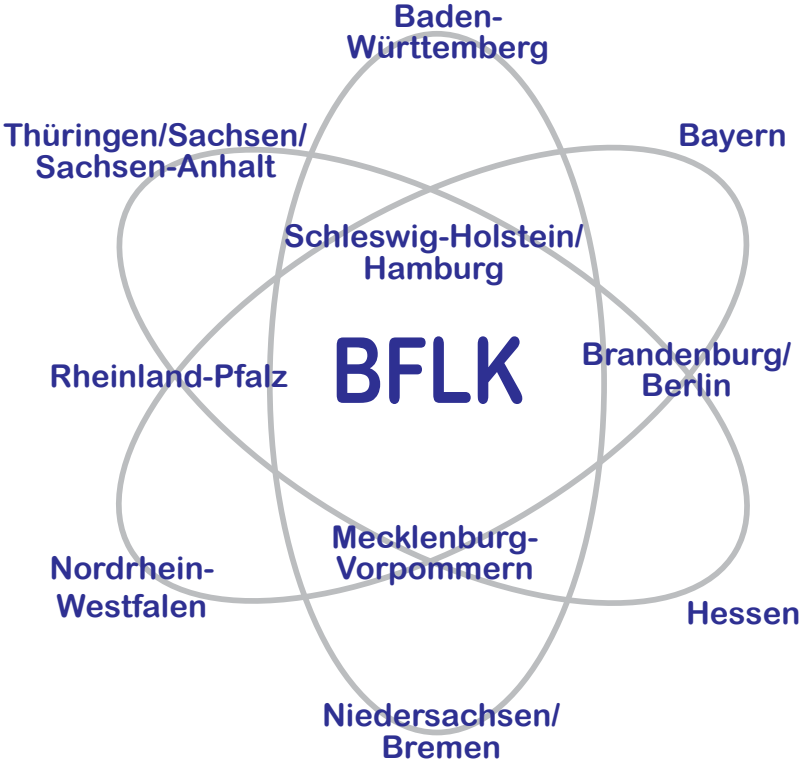 Baden-
Württemberg
Thüringen/Sachsen/
Sachsen-Anhalt
Bayern
Schleswig-Holstein/
Hamburg
Rheinland-Pfalz
BFLK
Brandenburg/
Berlin
Mecklenburg-
Vorpommern
Nordrhein-
Westfalen
Hessen
Niedersachsen/
Bremen